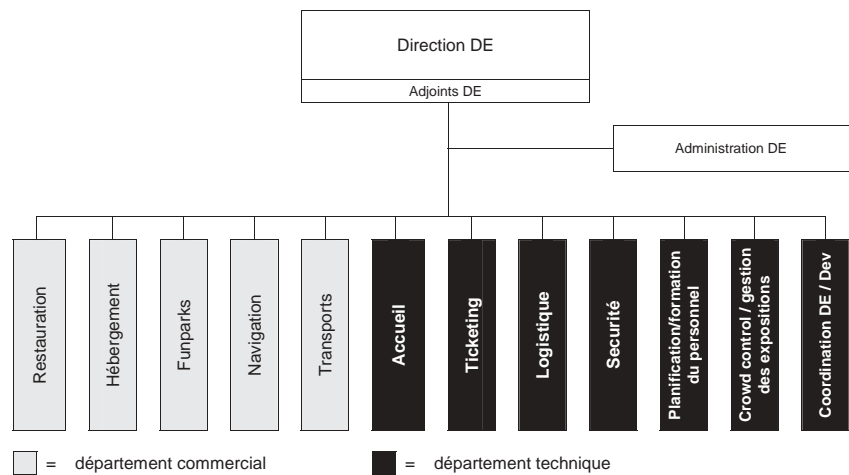 Direction DE
Adjoints DE
Administration DE
Restauration
Hébergement
Funparks
Navigation
Transports
Accueil
Ticketing
Logistique
Securité
Planification/formation
du personnel
Crowd control / gestion
des expositions
Coordination DE / Dev
= département commercial
= département technique